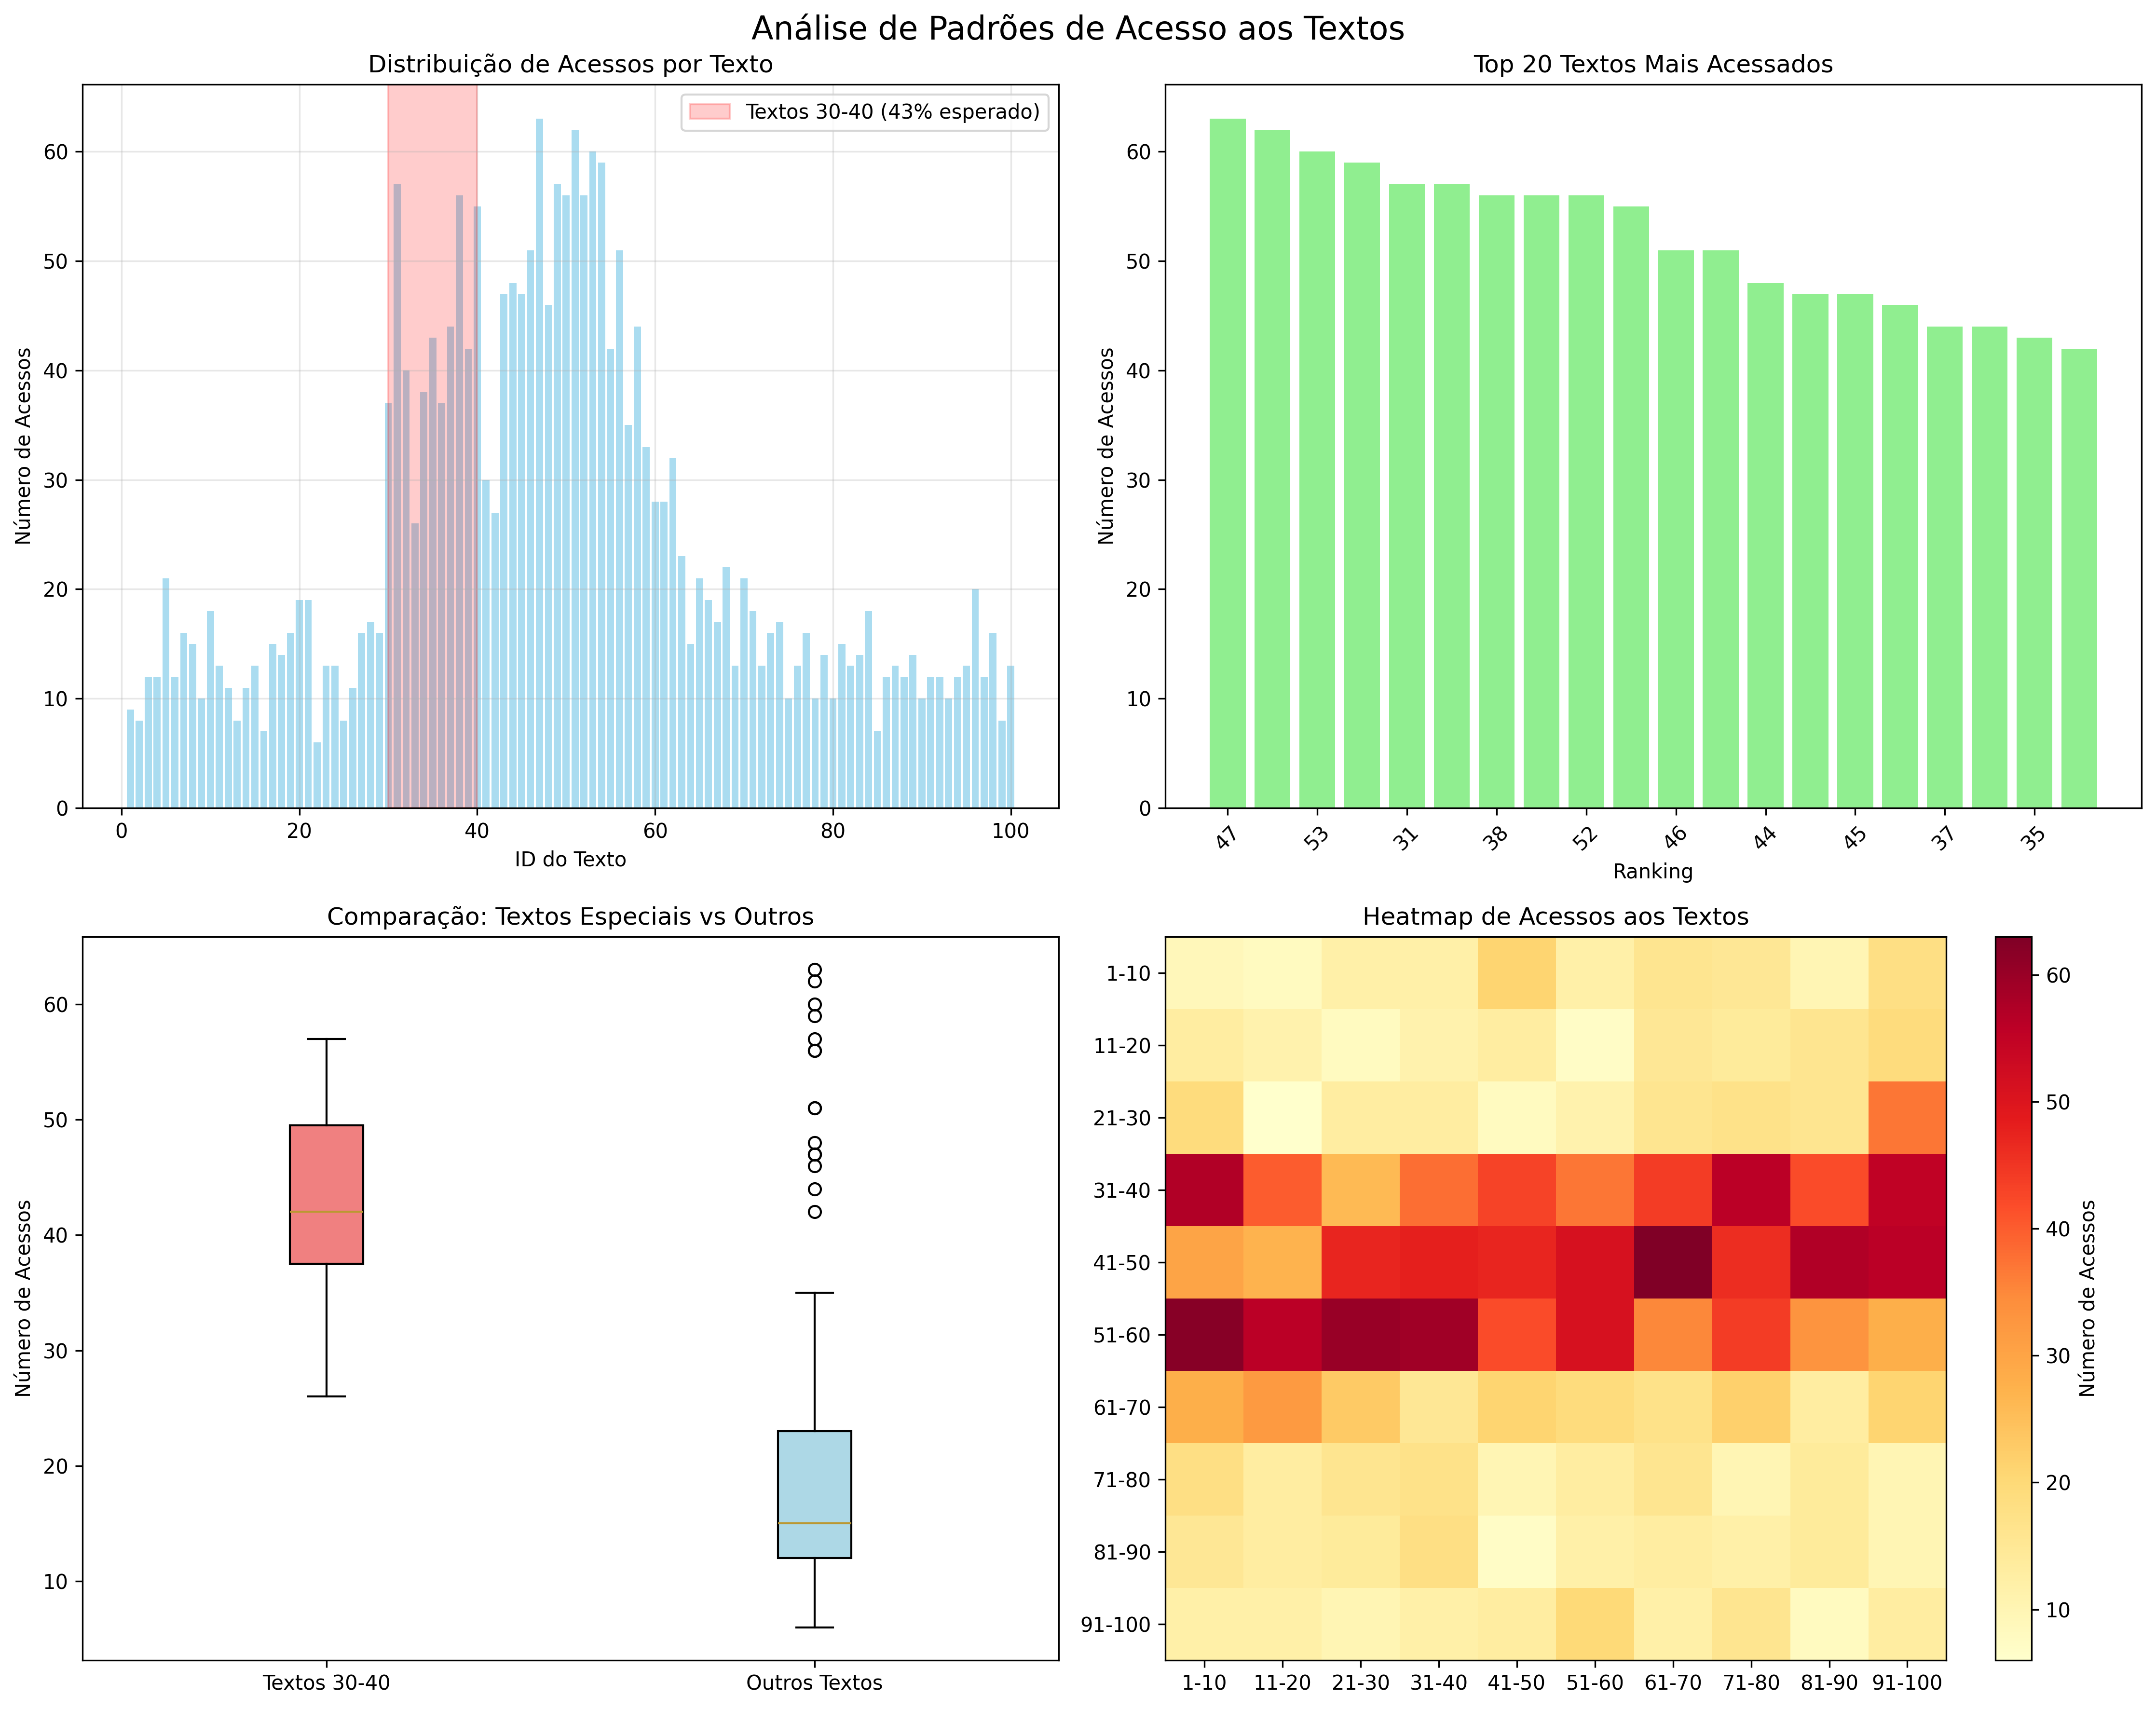 Análise de Padrões de Acesso aos Textos
Distribuição de Acessos por Texto
Textos 30-40 (43% esperado)
Número de Acessos
60
50
40
30
20
10
0
0 20 40 60 80 100
ID do Texto
Top 20 Textos Mais Acessados
Número de Acessos
60
50
40
30
20
10
0
47 53 31 38 52 46 44 45 37 35
Ranking
Comparação: Textos Especiais vs Outros
Número de Acessos
60
50
40
30
20
10
Textos 30-40 Outros Textos
Heatmap de Acessos aos Textos
1-10
11-20
21-30
31-40
41-50
51-60
61-70
71-80
81-90
91-100
1-10 11-20 21-30 31-40 41-50 51-60 61-70 71-80 81-90 91-100
60
50
40
30
20
10
Número de Acessos